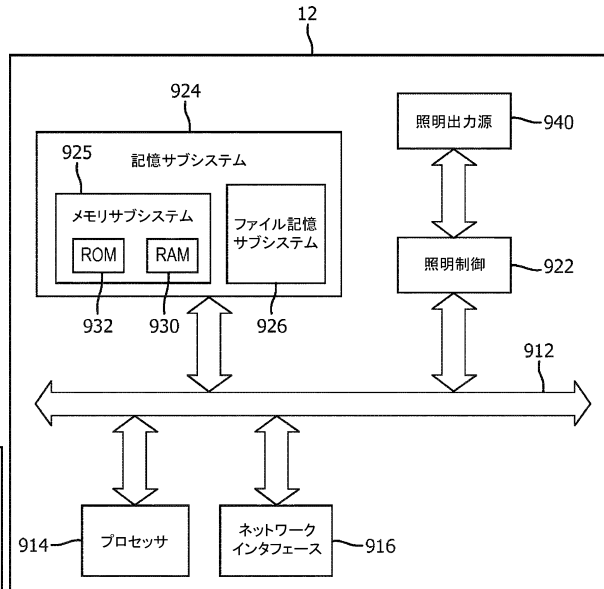 12
924
記憶サブシステム
925
メモリサブシステム
ROM
RAM
932
930
ファイル記憶
サブシステム
926
照明出力源
940
照明制御
922
912
プロセッサ
914
ネットワーク
インタフェース
916